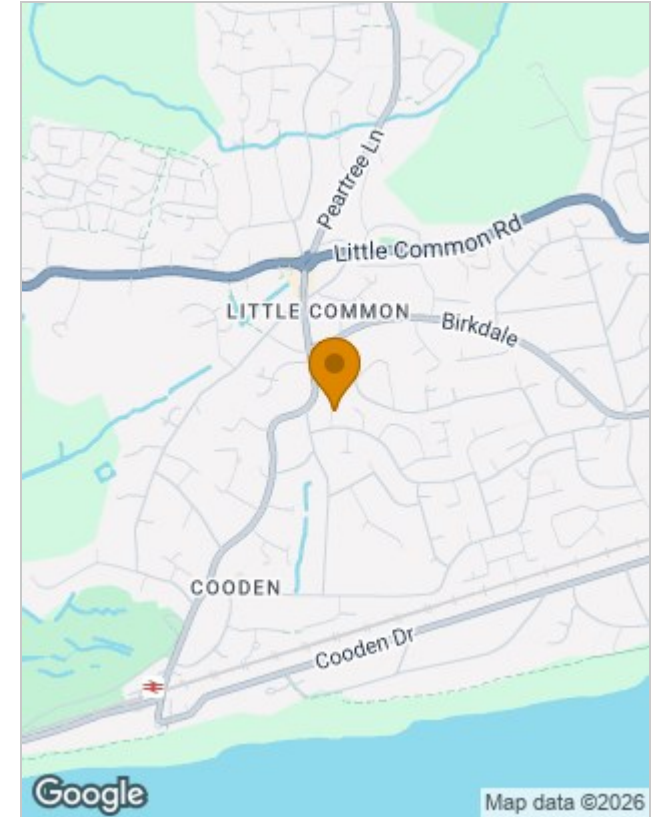 Peartree Ln
Little Common Rd
LITTLE COMMON
Birkdale
COODEN
Cooden Dr
Google
Map data ©2026